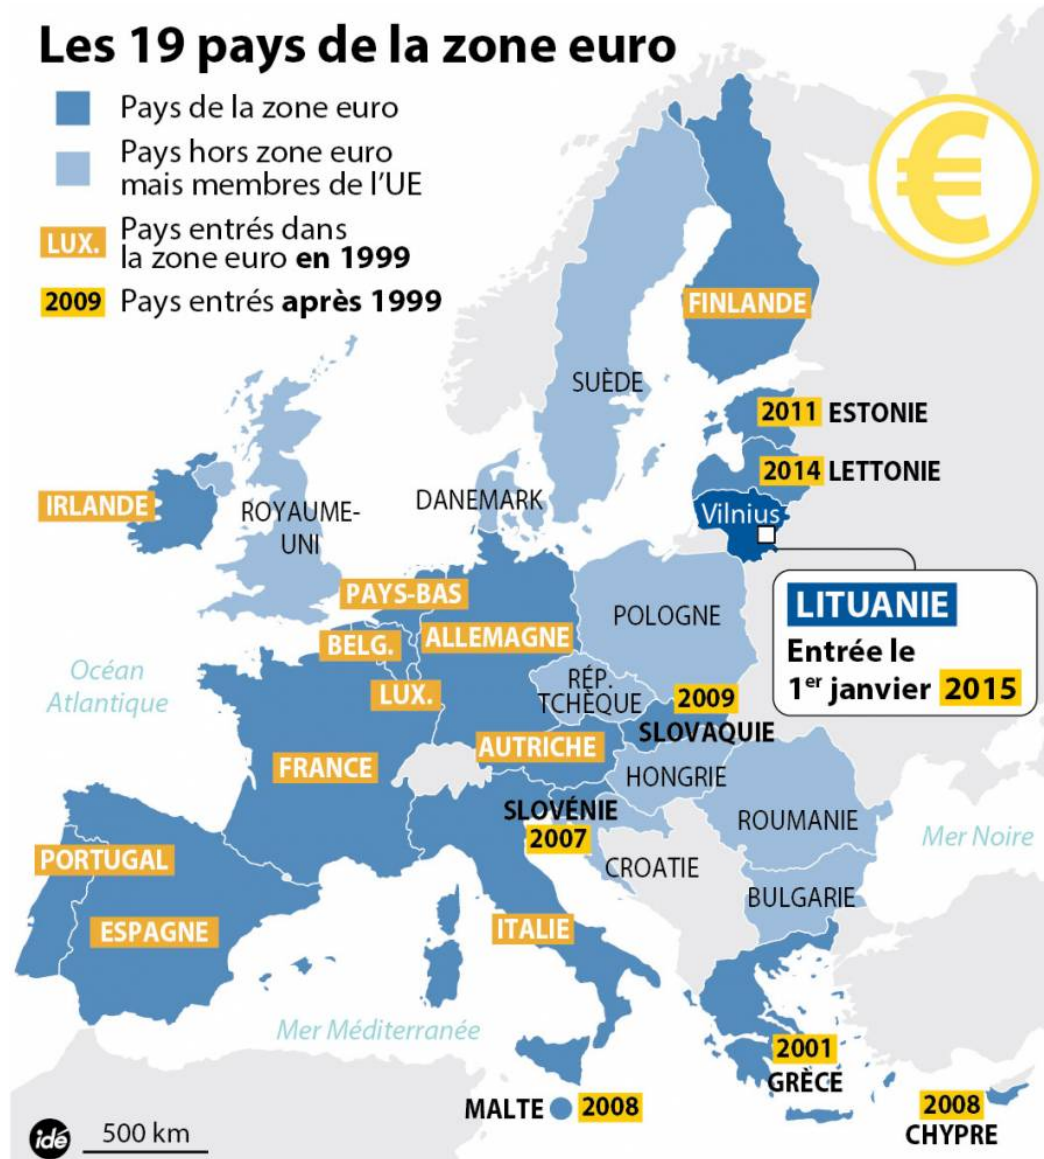 Les 19 pays de la zone euro
Pays de la zone euro
Pays hors zone euro
mais membres de l'UE
LUX.
Pays entrés dans
la zone euro en 1999
2009
Pays entrés après 1999
€
FINLANDE
SUÈDE
2011 ESTONIE
2014 LETTONIE
IRLANDE
ROYAUME-
UNI
DANEMARK
Vilnius
LITUANIE
Entrée le
1er janvier 2015
PAYS-BAS
BELG.
ALLEMAGNE
POLOGNE
LUX.
RÉP.
TCHÈQUE
2009
SLOVAQUIE
Océan
Atlantique
FRANCE
AUTRICHE
HONGRIE
SLOVÉNIE
2007
CROATIE
ROUMANIE
Mer Noire
BULGARIE
PORTUGAL
ESPAGNE
ITALIE
Mer Méditerranée
2001
GRÈCE
MALTE
2008
2008
CHYPRE
idé
500 km